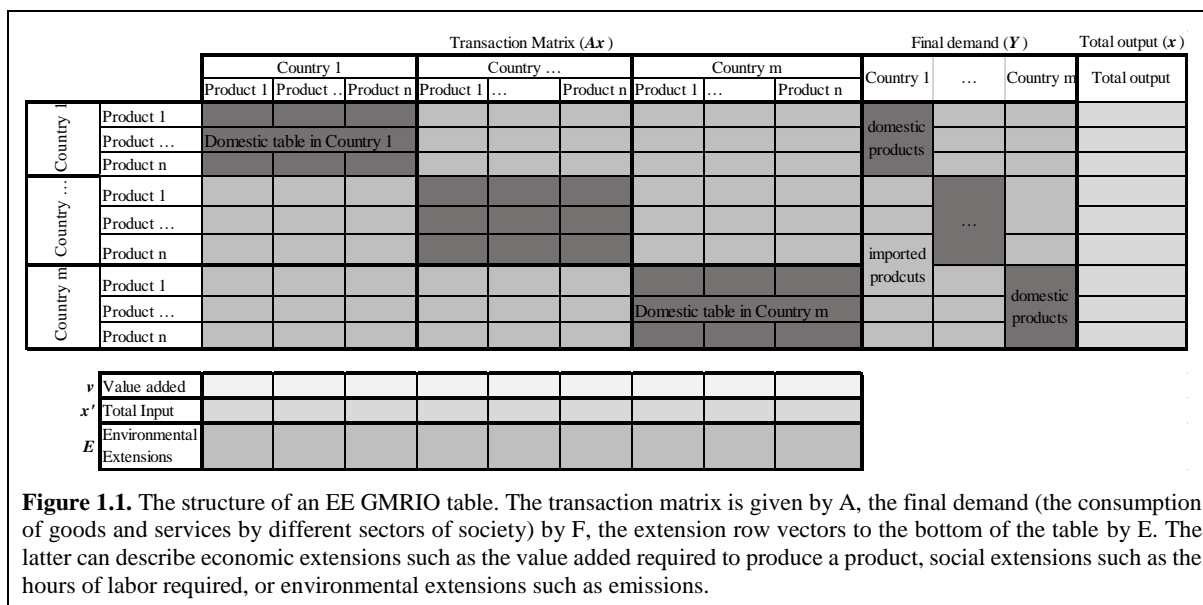 Transaction Matrix (Ax) Final demand (Y) Total output (x)
Country 1 Country … Country m Country 1 … Country m Total output
Product 1 Product .. Product n Product 1 … Product n Product 1 … Product n
Country 1
Product 1
Product … Domestic table in Country 1
Product n
domestic
products
Country …
Product 1
Product …
Product n
…
imported
prodcuts
Country m
Product 1
Product … Domestic table in Country m
Product n
domestic
products
v Value added
x' Total Input
E Environmental
Extensions
Figure 1.1. The structure of an EE GMRIO table. The transaction matrix is given by A, the final demand (the consumption
of goods and services by different sectors of society) by F, the extension row vectors to the bottom of the table by E. The
latter can describe economic extensions such as the value added required to produce a product, social extensions such as the
hours of labor required, or environmental extensions such as emissions.